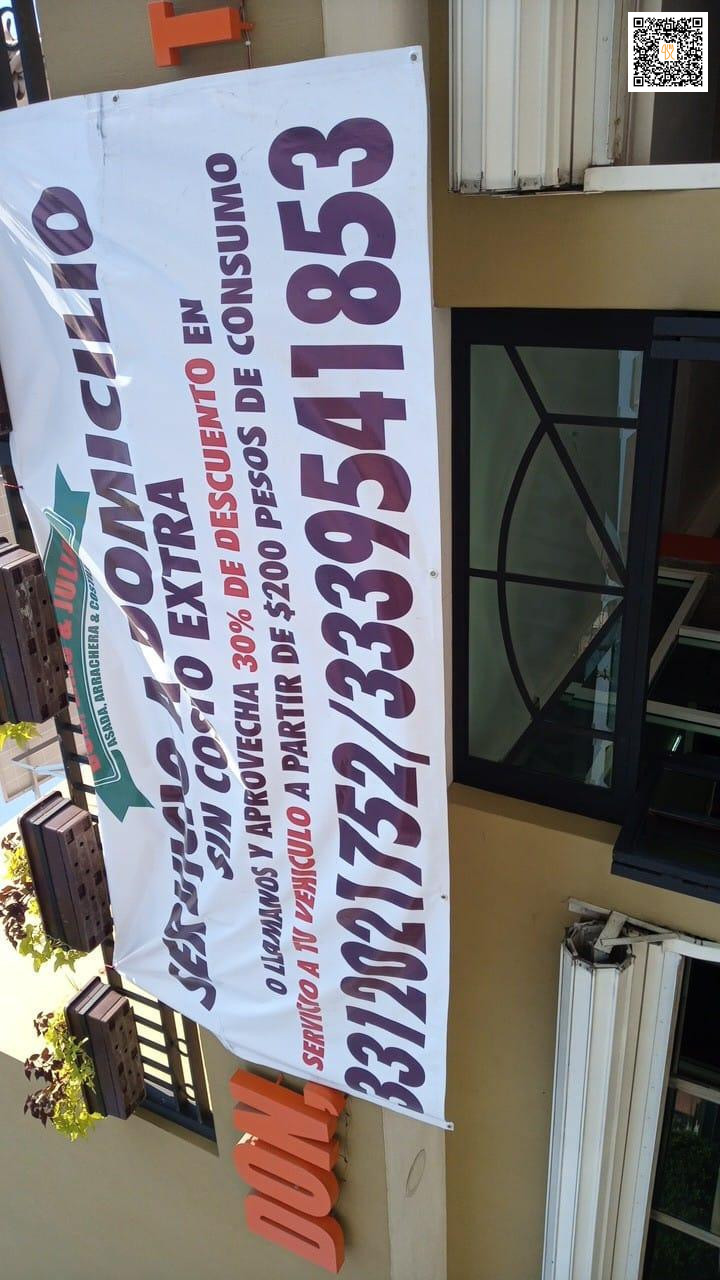 ASADA, ARRACHERA &
SERVICIO A DOMICILIO
SIN COSTO EXTRA
O LLAMANOS Y APROVECHA 30% DE DESCUENTO EN
SERVICIO A TU VEHICULO A PARTIR DE $200 PESOS DE CONSUMO
3312021752/3339541853
DON,
T